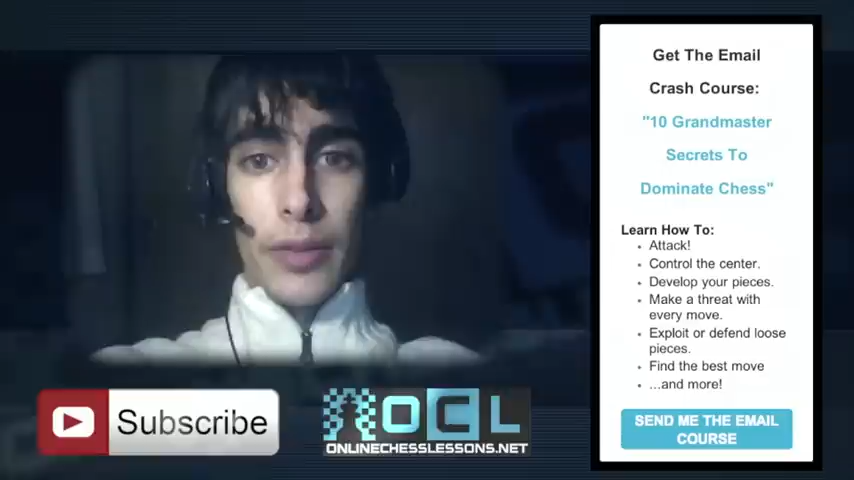 Get The Email
Crash Course:
"10 Grandmaster
Secrets To
Dominate Chess"
Learn How To:
• Attack!
• Control the center.
• Develop your pieces.
• Make a threat with
every move.
• Exploit or defend loose
pieces.
• Find the best move
• ...and more!
SEND ME THE EMAIL
COURSE
Subscribe
OCL
ONLINECHESSLESSONS.NET